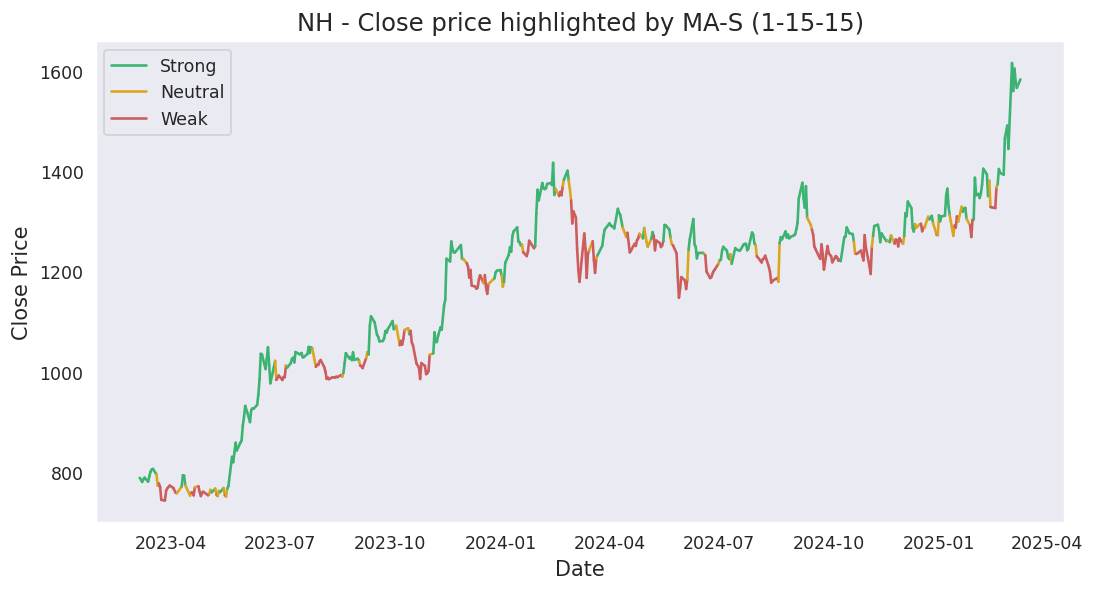 NH - Close price highlighted by MA-S (1-15-15)
Strong
Neutral
Weak
Close Price
1600
1400
1200
1000
800
2023-04 2023-07 2023-10 2024-01 2024-04 2024-07 2024-10 2025-01 2025-04
Date